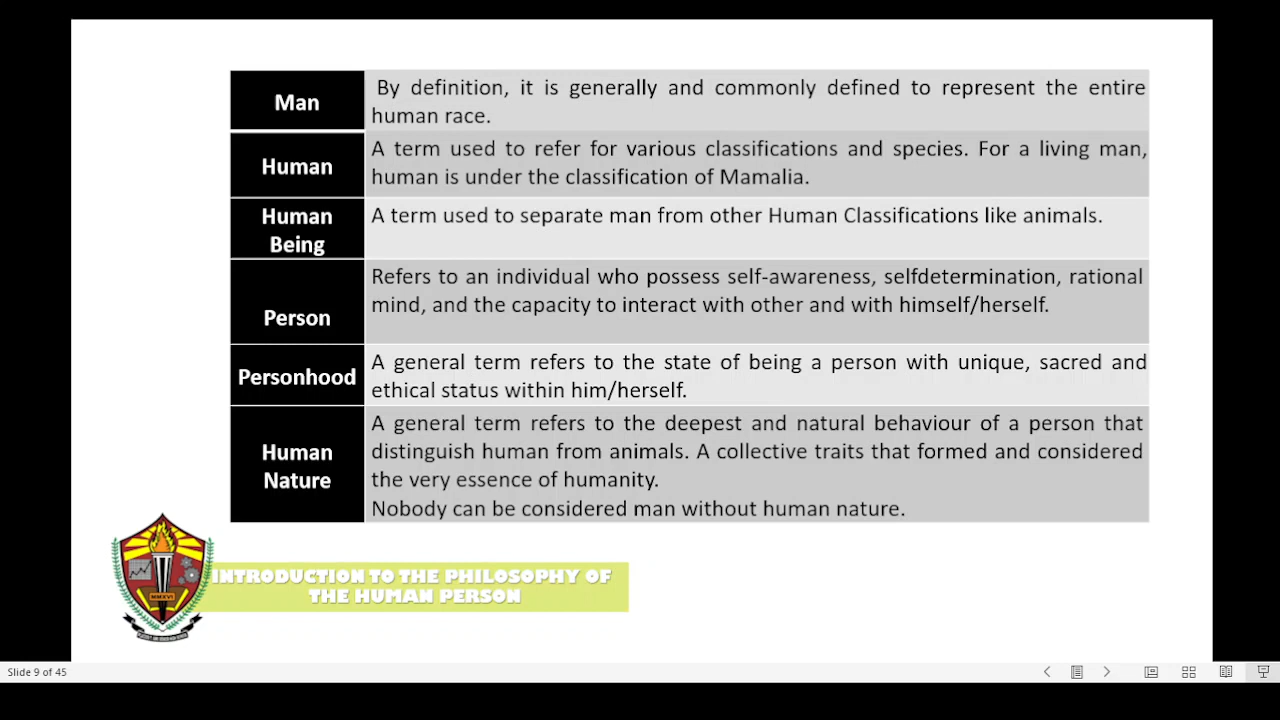 Man
By definition, it is generally and commonly defined to represent the entire
human race.
Human
A term used to refer for various classifications and species. For a living man,
human is under the classification of Mamalia.
Human
Being
A term used to separate man from other Human Classifications like animals.
Person
Refers to an individual who possess self-awareness, selfdetermination, rational
mind, and the capacity to interact with other and with himself/herself.
Personhood
A general term refers to the state of being a person with unique, sacred and
ethical status within him/herself.
Human
Nature
A general term refers to the deepest and natural behaviour of a person that
distinguish human from animals. A collective traits that formed and considered
the very essence of humanity.
Nobody can be considered man without human nature.
MMXVI
INTRODUCTION TO THE PHILOSOPHY OF
THE HUMAN PERSON
Slide 9 of 45